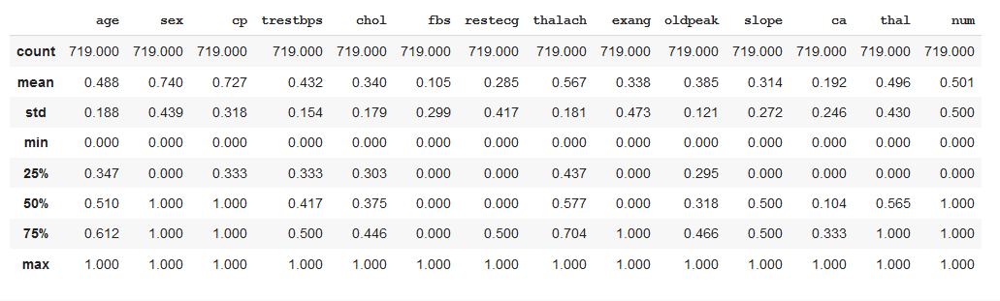 age sex cp trestbps chol fbs restecg thalach exang oldpeak slope ca thal num
count 719.000 719.000 719.000 719.000 719.000 719.000 719.000 719.000 719.000 719.000 719.000 719.000 719.000 719.000
mean 0.488 0.740 0.727 0.432 0.340 0.105 0.285 0.567 0.338 0.385 0.314 0.192 0.496 0.501
std 0.188 0.439 0.318 0.154 0.179 0.299 0.417 0.181 0.473 0.121 0.272 0.246 0.430 0.500
min 0.000 0.000 0.000 0.000 0.000 0.000 0.000 0.000 0.000 0.000 0.000 0.000 0.000 0.000
25% 0.347 0.000 0.333 0.333 0.303 0.000 0.000 0.437 0.000 0.295 0.000 0.000 0.000 0.000
50% 0.510 1.000 1.000 0.417 0.375 0.000 0.000 0.577 0.000 0.318 0.500 0.104 0.565 1.000
75% 0.612 1.000 1.000 0.500 0.446 0.000 0.500 0.704 1.000 0.466 0.500 0.333 1.000 1.000
max 1.000 1.000 1.000 1.000 1.000 1.000 1.000 1.000 1.000 1.000 1.000 1.000 1.000 1.000